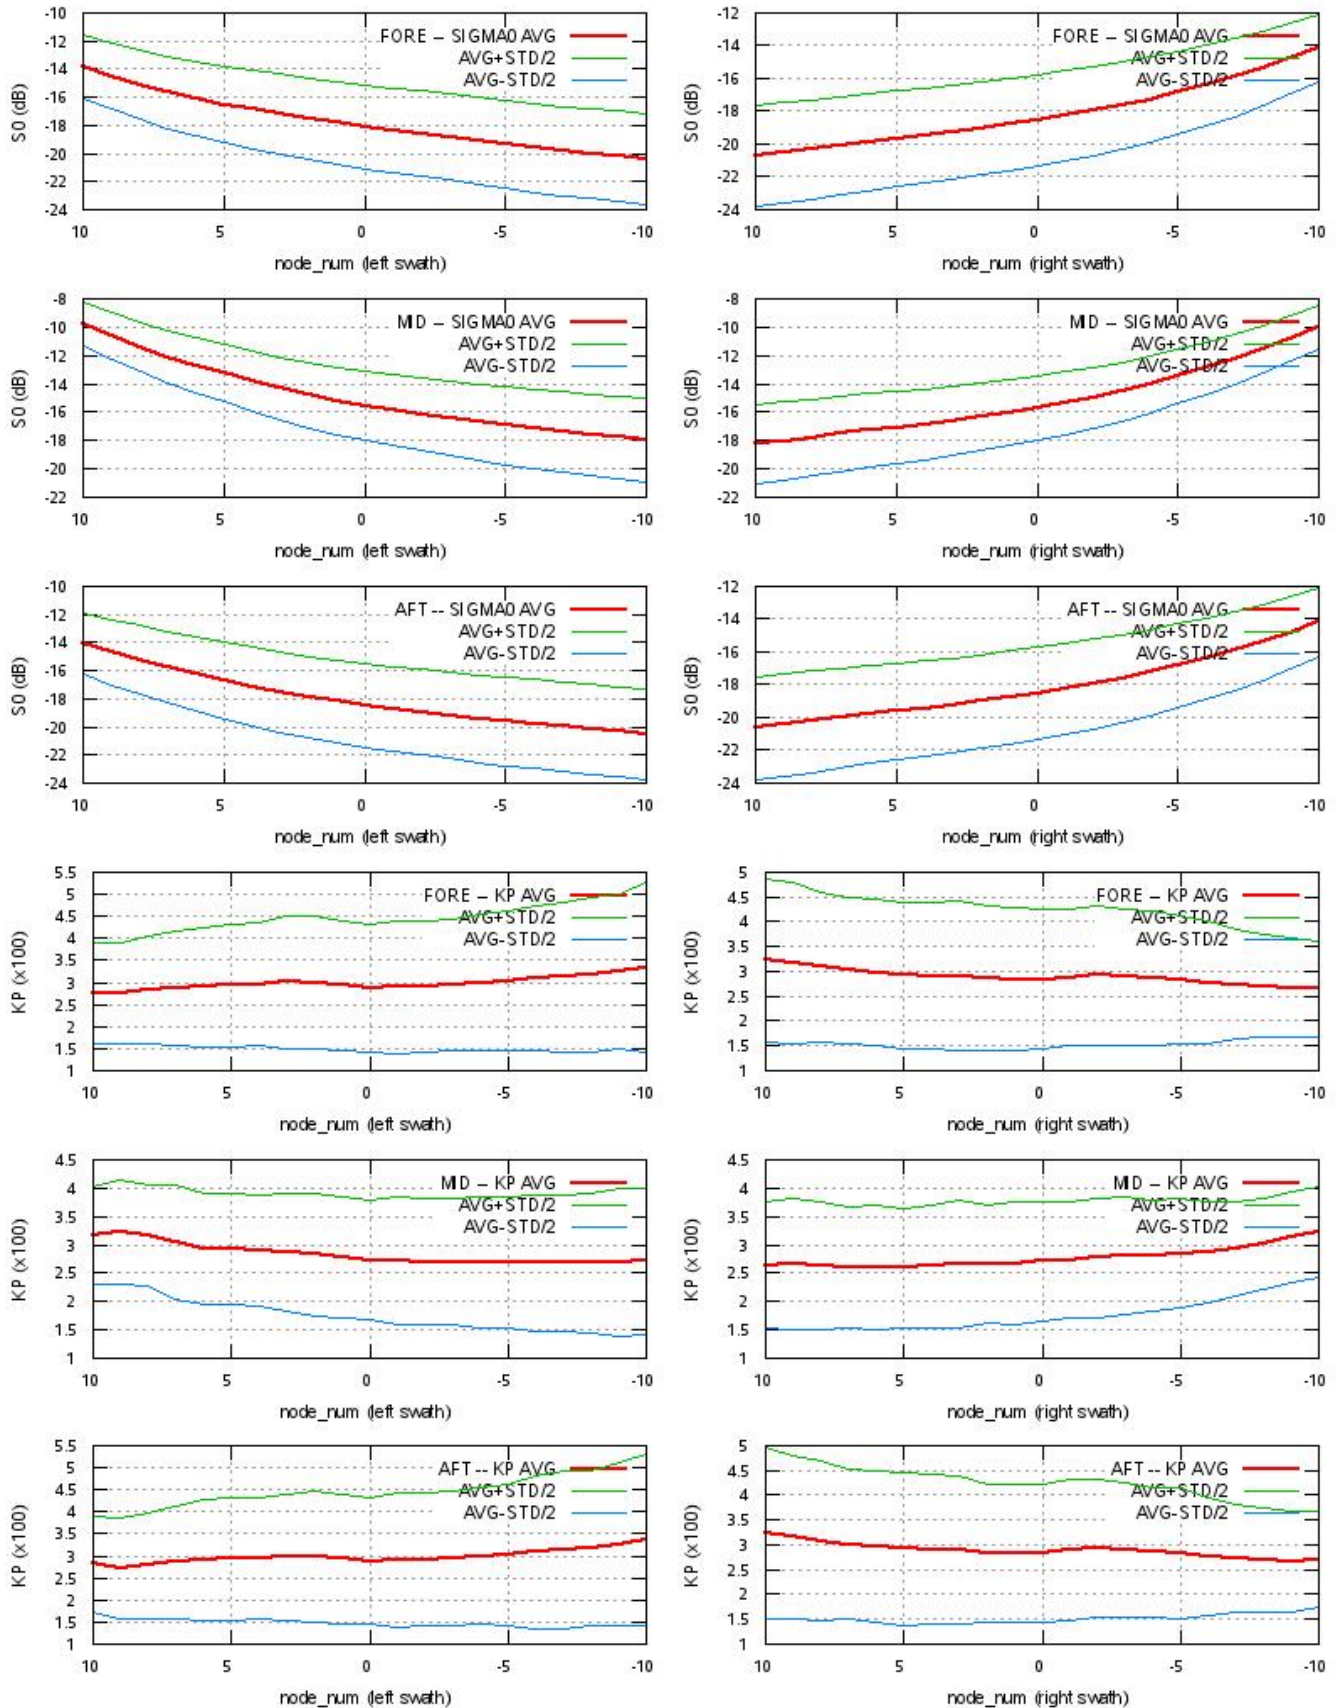 -10
-12
-14
-16
-18
-20
-22
-24
S0 (dB)
FORE -- SIGMA0 AVG
AVG+STD/2
AVG-STD/2
10 5 0 -5 -10
node_num (left swath)
-12
-14
-16
-18
-20
-22
-24
S0 (dB)
FORE -- SIGMA0 AVG
AVG+STD/2
AVG-STD/2
10 5 0 -5 -10
node_num (right swath)
-8
-10
-12
-14
-16
-18
-20
-22
S0 (dB)
MID -- SIGMA0 AVG
AVG+STD/2
AVG-STD/2
10 5 0 -5 -10
node_num (left swath)
-8
-10
-12
-14
-16
-18
-20
-22
S0 (dB)
MID -- SIGMA0 AVG
AVG+STD/2
AVG-STD/2
10 5 0 -5 -10
node_num (right swath)
-10
-12
-14
-16
-18
-20
-22
-24
S0 (dB)
AFT -- SIGMA0 AVG
AVG+STD/2
AVG-STD/2
10 5 0 -5 -10
node_num (left swath)
-12
-14
-16
-18
-20
-22
-24
S0 (dB)
AFT -- SIGMA0 AVG
AVG+STD/2
AVG-STD/2
10 5 0 -5 -10
node_num (right swath)
5.5
5
4.5
4
3.5
3
2.5
2
1.5
1
KP (x100)
FORE -- KP AVG
AVG+STD/2
AVG-STD/2
10 5 0 -5 -10
node_num (left swath)
5
4.5
4
3.5
3
2.5
2
1.5
1
KP (x100)
FORE -- KP AVG
AVG+STD/2
AVG-STD/2
10 5 0 -5 -10
node_num (right swath)
4.5
4
3.5
3
2.5
2
1.5
1
KP (x100)
MID -- KP AVG
AVG+STD/2
AVG-STD/2
10 5 0 -5 -10
node_num (left swath)
4.5
4
3.5
3
2.5
2
1.5
1
KP (x100)
MID -- KP AVG
AVG+STD/2
AVG-STD/2
10 5 0 -5 -10
node_num (right swath)
5.5
5
4.5
4
3.5
3
2.5
2
1.5
1
KP (x100)
AFT -- KP AVG
AVG+STD/2
AVG-STD/2
10 5 0 -5 -10
node_num (left swath)
5
4.5
4
3.5
3
2.5
2
1.5
1
KP (x100)
AFT -- KP AVG
AVG+STD/2
AVG-STD/2
10 5 0 -5 -10
node_num (right swath)